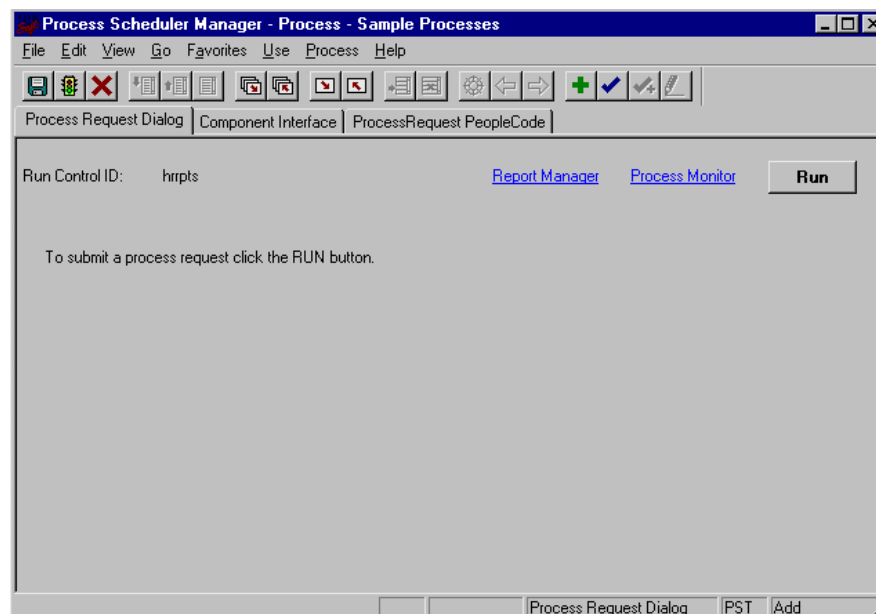 Process Scheduler Manager - Process - Sample Processes
File Edit View Go Favorites Use Process Help
Process Request Dialog Component Interface ProcessRequest PeopleCode
Run Control ID: hrrpts Report Manager Process Monitor Run
To submit a process request click the RUN button.
Process Request Dialog PST Add